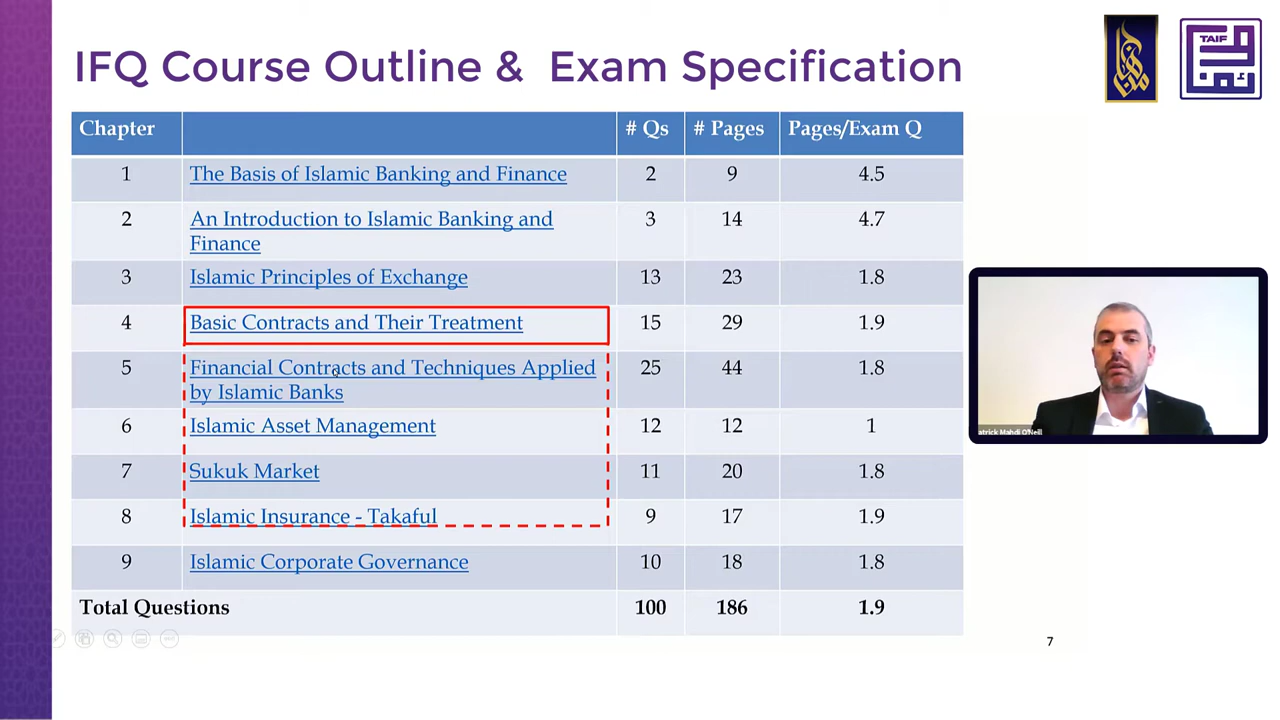 IFQ Course Outline & Exam Specification
TAIF
Chapter # Qs # Pages Pages/Exam Q
1 The Basis of Islamic Banking and Finance 2 9 4.5
2 An Introduction to Islamic Banking and 3 14 4.7
Finance
3 Islamic Principles of Exchange 13 23 1.8
4 Basic Contracts and Their Treatment 15 29 1.9
5 Financial Contracts and Techniques Applied 25 44 1.8
by Islamic Banks
6 Islamic Asset Management 12 12 1
7 Sukuk Market 11 20 1.8
8 Islamic Insurance - Takaful 9 17 1.9
9 Islamic Corporate Governance 10 18 1.8
Total Questions 100 186 1.9
atrick Mahdi O'Neill
7